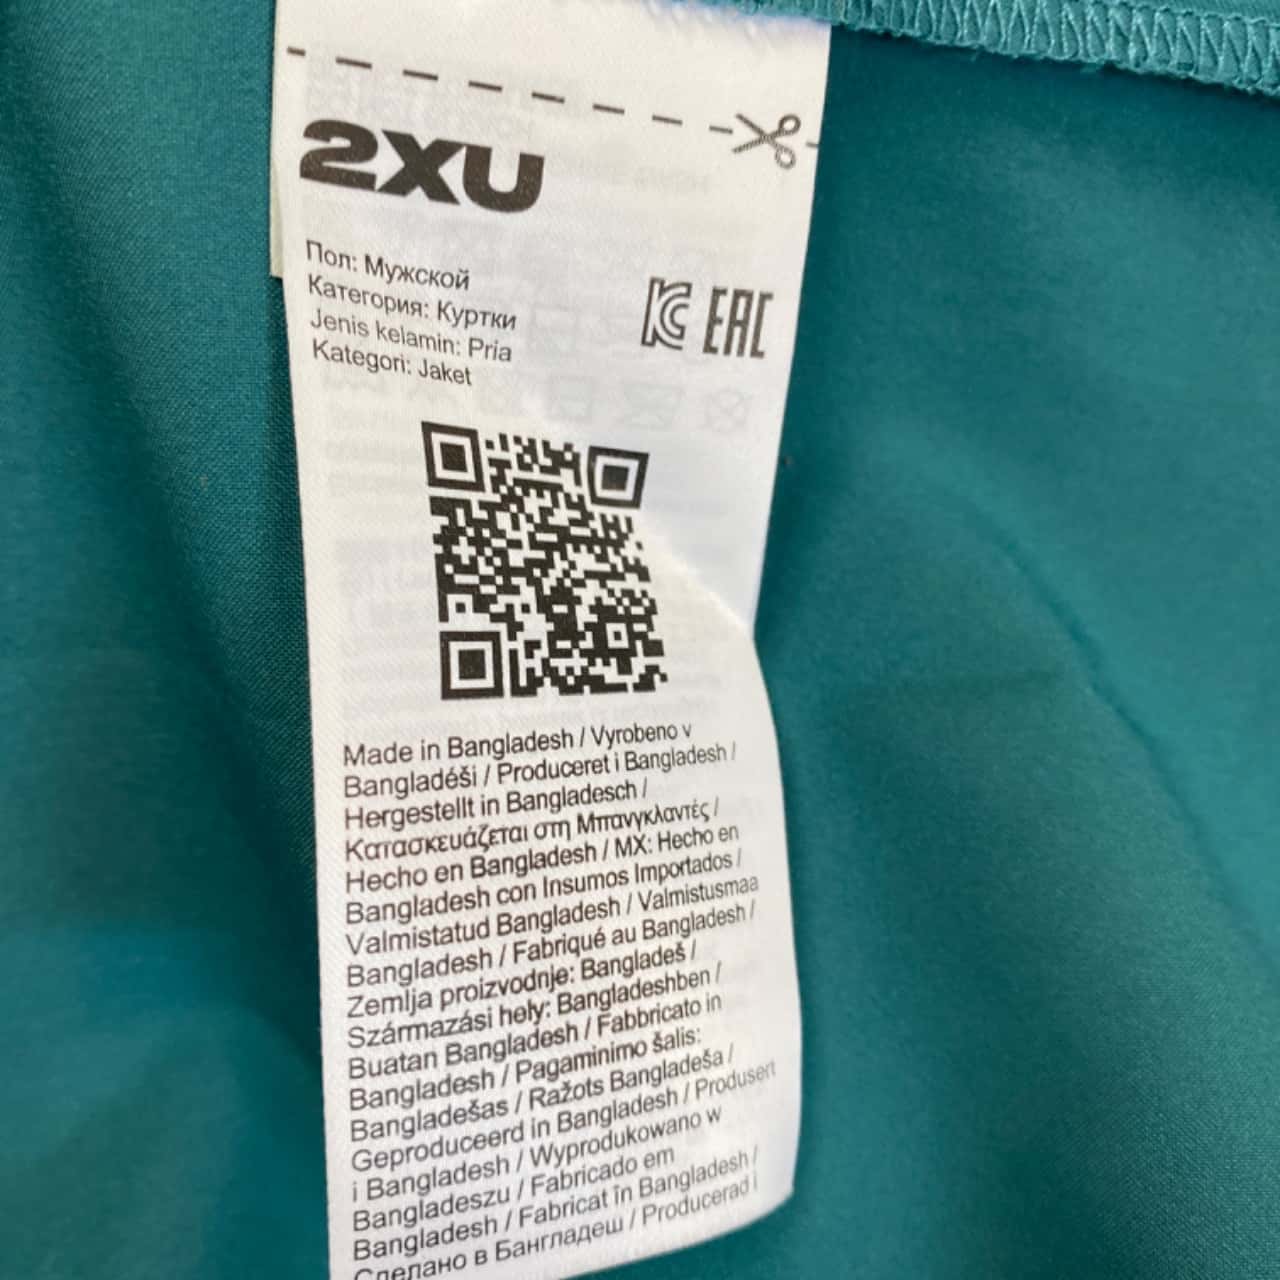 2XU
Пол: Мужской
Категория: Куртки
Jenis kelamin: Pria
Kategori: Jaket
KC EAC
Made in Bangladesh / Vyrobeno v
Bangladéši / Produceret i Bangladesh /
Hergestellt in Bangladesch /
Κατασκευάζεται στη Μπανγκλαντές /
Hecho en Bangladesh / MX: Hecho en
Bangladesh con Insumos Importados /
Valmistatud Bangladesh / Valmistusmaa
Bangladesh / Fabriqué au Bangladesh /
Zemlja proizvodnje: Bangladeš /
Származási hely: Bangladeshben /
Buatan Bangladesh / Fabbricato in
Bangladesh / Pagaminimo šalis:
Bangladešas / Ražots Bangladeša /
Geproduceerd in Bangladesh / Produsert
i Bangladesh / Wyprodukowano w
Bangladeszu / Fabricado em
Bangladesh / Fabricat în Bangladesh /
Сделано в Бангладеш / Producerad i